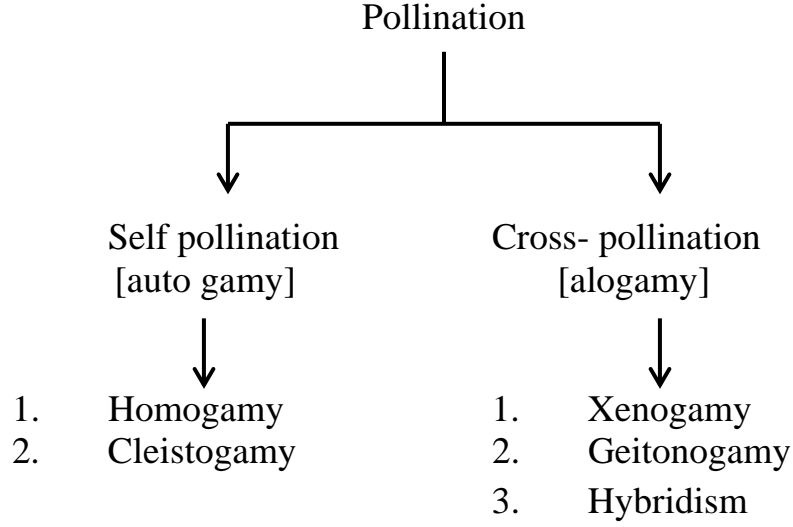 Pollination
Self pollination
[auto gamy]
Cross- pollination
[alogamy]
1. Homogamy
2. Cleistogamy
1. Xenogamy
2. Geitonogamy
3. Hybridism